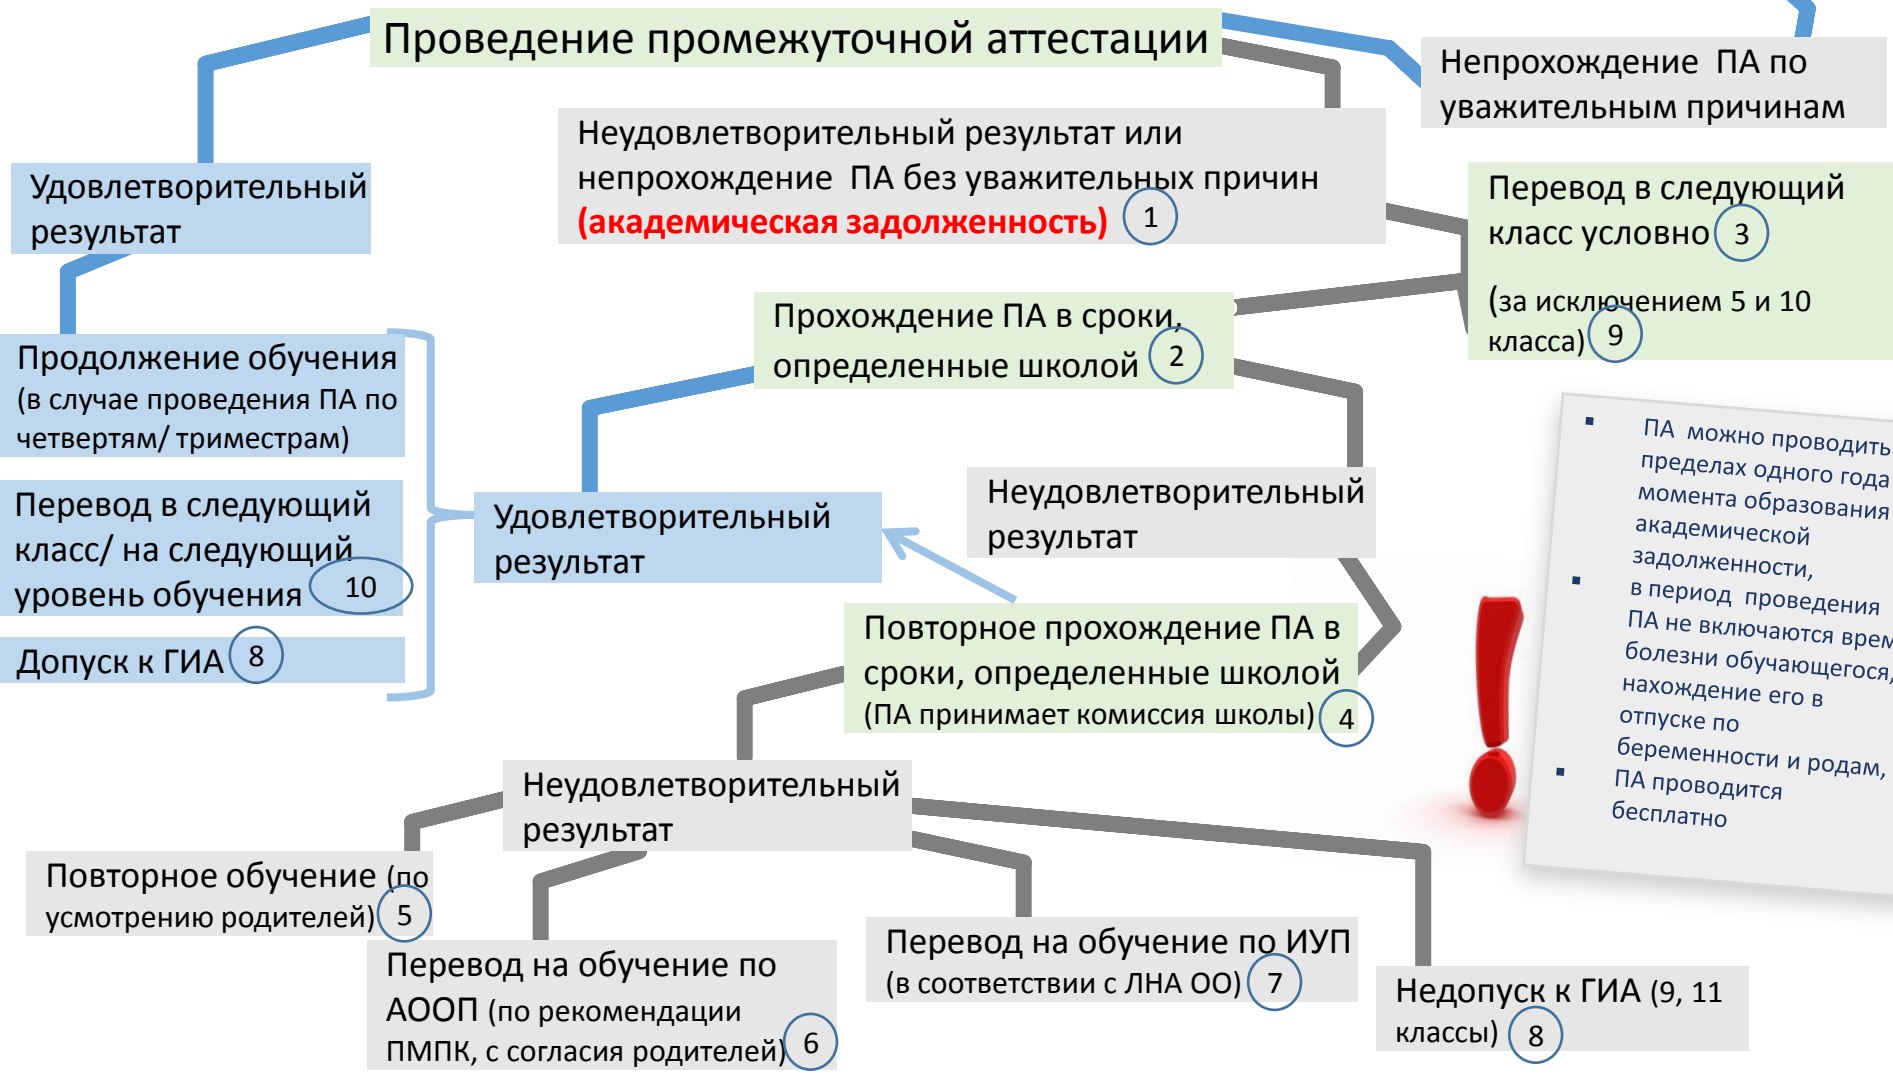 Проведение промежуточной аттестации
Непрохождение ПА по
уважительным причинам
Неудовлетворительный результат или
непрохождение ПА без уважительных причин
(академическая задолженность) 1
Удовлетворительный
результат
Перевод в следующий
класс условно 3
(за исключением 5 и 10
класса) 9
Прохождение ПА в сроки,
определенные школой 2
Продолжение обучения
(в случае проведения ПА по
четвертям/ триместрам)
Перевод в следующий
класс/ на следующий
уровень обучения 10
Допуск к ГИА 8
Удовлетворительный
результат
Неудовлетворительный
результат
Повторное прохождение ПА в
сроки, определенные школой
(ПА принимает комиссия школы) 4
▪ ПА можно проводить
пределах одного года
момента образования
академической
задолженности,
▪ в период проведения
ПА не включаются врем
болезни обучающегося,
нахождение его в
отпуске по
беременности и родам,
▪ ПА проводится
бесплатно
Неудовлетворительный
результат
Повторное обучение (по
усмотрению родителей) 5
Перевод на обучение по
АООП (по рекомендации
ПМПК, с согласия родителей) 6
Перевод на обучение по ИУП
(в соответствии с ЛНА ОО) 7
Недопуск к ГИА (9, 11
классы) 8